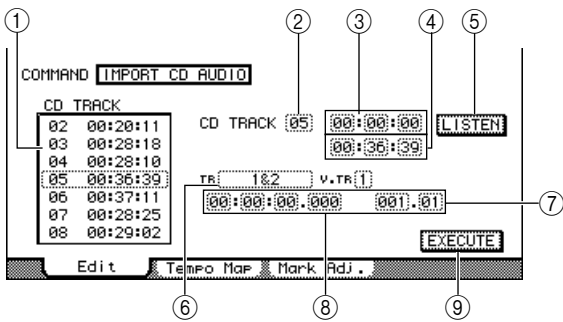 ① ② ③ ④ ⑤
COMMAND IMPORT CD AUDIO
CD TRACK
02 00:20:11
03 00:28:18
04 00:28:10
05 00:36:39
06 00:37:11
07 00:28:25
08 00:29:02
CD TRACK 05 00:00:00 LISTEN
00:36:39
TR 1&2 V.TR 1
00:00:00.000 001.01
EXECUTE
Edit Tempo Map Mark Adj.
⑥ ⑧ ⑨ ⑦